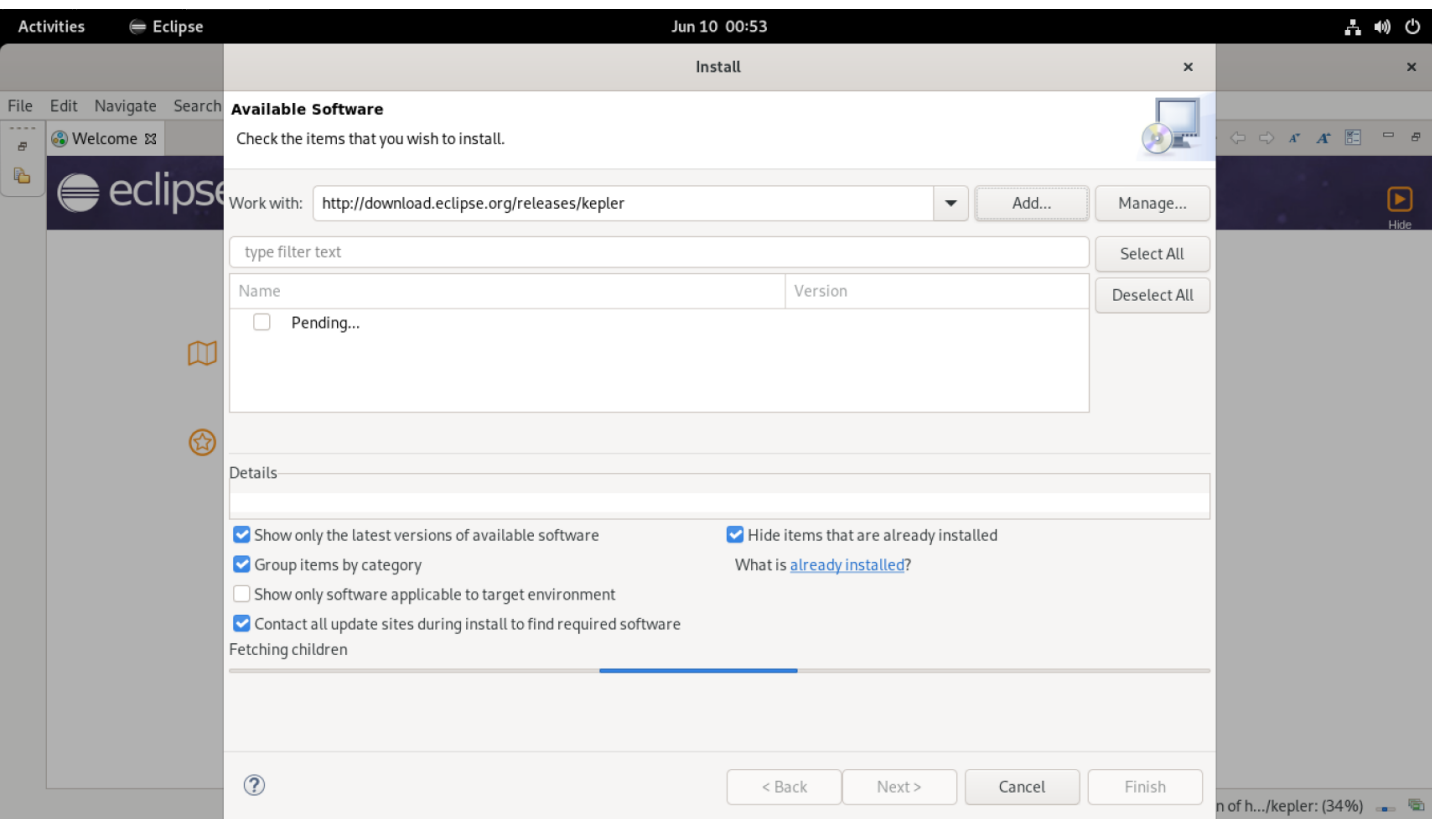 Activities Eclipse Jun 10 00:53
Install
File Edit Navigate Search
Available Software
Check the items that you wish to install.
Welcome
eclipse
Work with: http://download.eclipse.org/releases/kepler Add... Manage...
Hide
type filter text Select All
Name Version Deselect All
Pending...
Details
Show only the latest versions of available software Hide items that are already installed
Group items by category What is already installed?
Show only software applicable to target environment
Contact all update sites during install to find required software
Fetching children
< Back Next > Cancel Finish
n of h.../kepler: (34%)